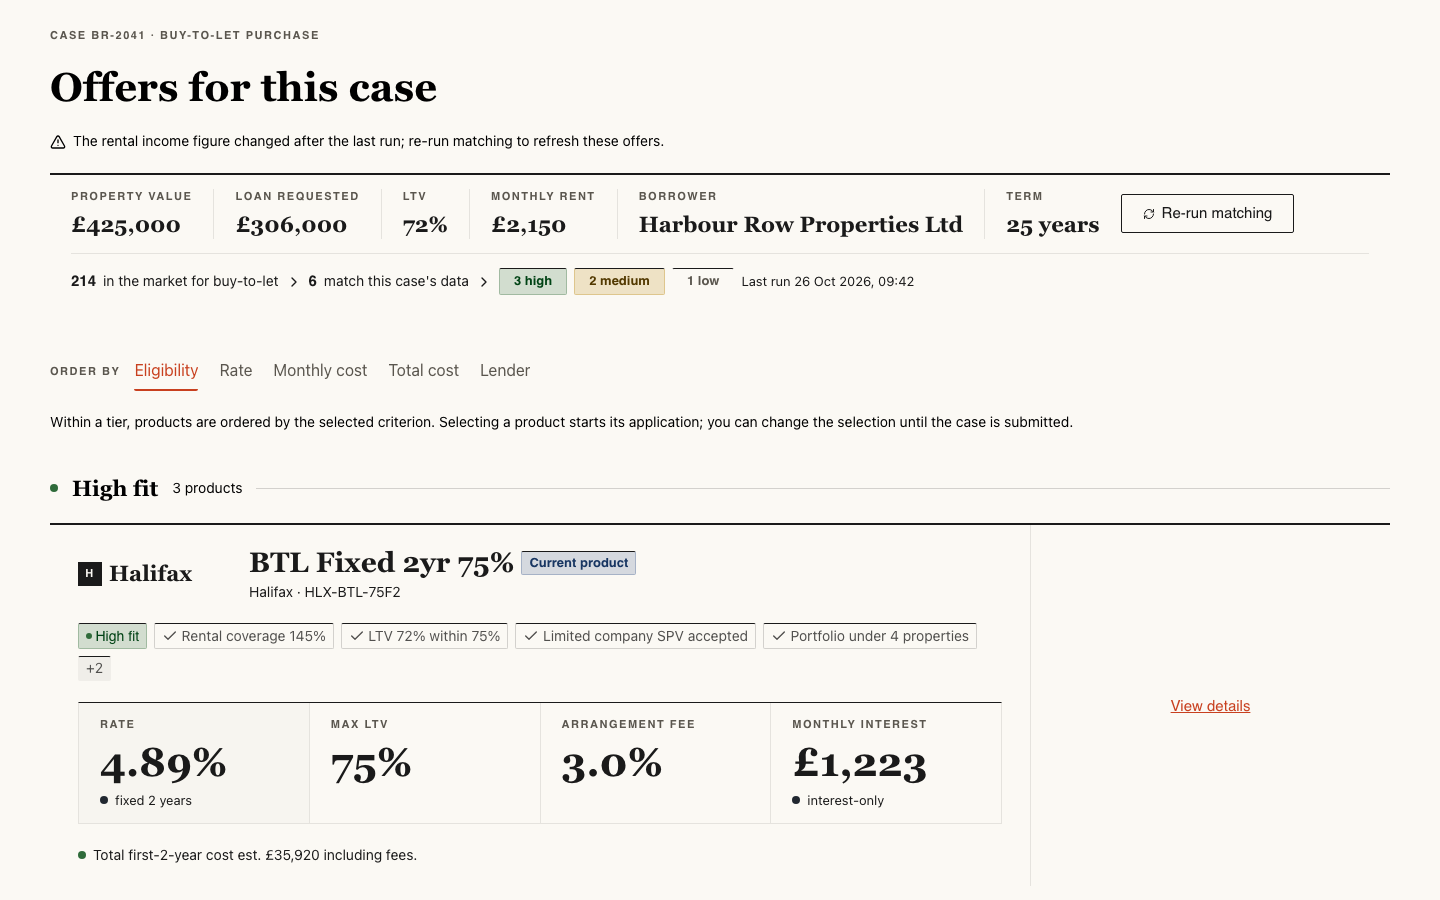 CASE BR-2041 · BUY-TO-LET PURCHASE
Offers for this case
The rental income figure changed after the last run; re-run matching to refresh these offers.
PROPERTY VALUE LOAN REQUESTED LTV MONTHLY RENT BORROWER TERM
£425,000 £306,000 72% £2,150 Harbour Row Properties Ltd 25 years Re-run matching
214 in the market for buy-to-let 6 match this case's data 3 high 2 medium 1 low Last run 26 Oct 2026, 09:42
ORDER BY Eligibility Rate Monthly cost Total cost Lender
Within a tier, products are ordered by the selected criterion. Selecting a product starts its application; you can change the selection until the case is submitted.
High fit 3 products
H Halifax BTL Fixed 2yr 75% Current product
Halifax · HLX-BTL-75F2
High fit Rental coverage 145% LTV 72% within 75% Limited company SPV accepted Portfolio under 4 properties
+2
View details
RATE MAX LTV ARRANGEMENT FEE MONTHLY INTEREST
4.89% 75% 3.0% £1,223
fixed 2 years interest-only
Total first-2-year cost est. £35,920 including fees.